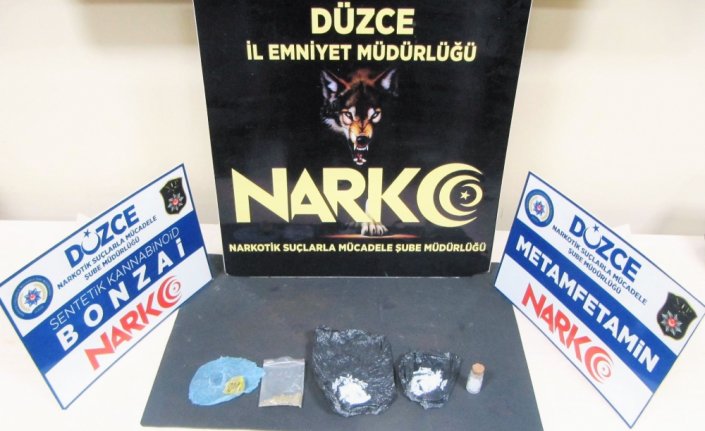 DÜZCE
İL EMNİYET MÜDÜRLÜĞÜ
NARKO
NARKOTİK SUÇLARLA MÜCADELE ŞUBE MÜDÜRLÜĞÜ
DÜZCE
NARKOTİK SUÇLARLA MÜCADELE
ŞUBE MÜDÜRLÜĞÜ
SENTETİK KANNABİNOİD
BONZAİ
NARKO
DÜZCE
NARKOTİK SUÇLARLA MÜCADELE
ŞUBE MÜDÜRLÜĞÜ
METAMFETAMİN
NARKO